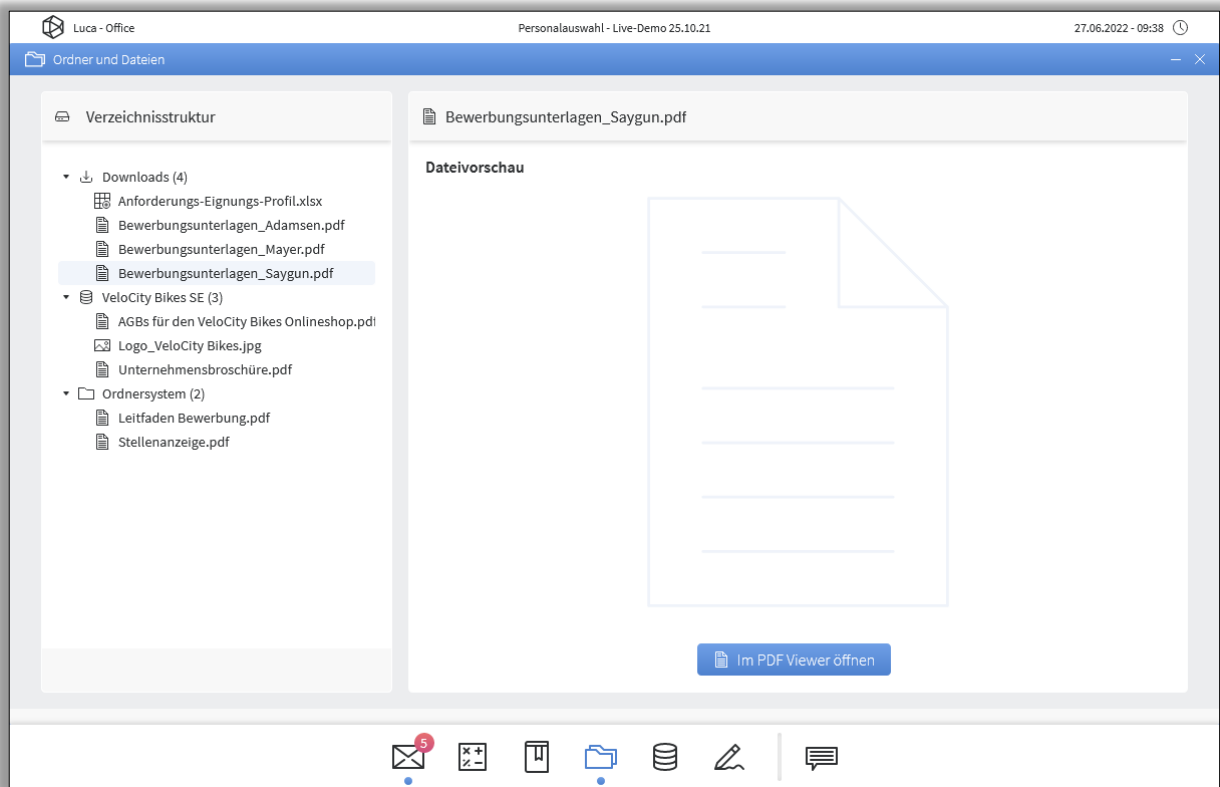 Luca - Office
Personalauswahl - Live-Demo 25.10.21
27.06.2022 - 09:38
Ordner und Dateien
Verzeichnisstruktur
Downloads (4)
Anforderungs-Eignungs-Profil.xlsx
Bewerbungsunterlagen_Adamsen.pdf
Bewerbungsunterlagen_Mayer.pdf
Bewerbungsunterlagen_Saygun.pdf
VeloCity Bikes SE (3)
AGBs für den VeloCity Bikes Onlineshop.pdf
Logo_VeloCity Bikes.jpg
Unternehmensbroschüre.pdf
Ordnersystem (2)
Leitfaden Bewerbung.pdf
Stellenanzeige.pdf
Bewerbungsunterlagen_Saygun.pdf
Dateivorschau
Im PDF Viewer öffnen
5